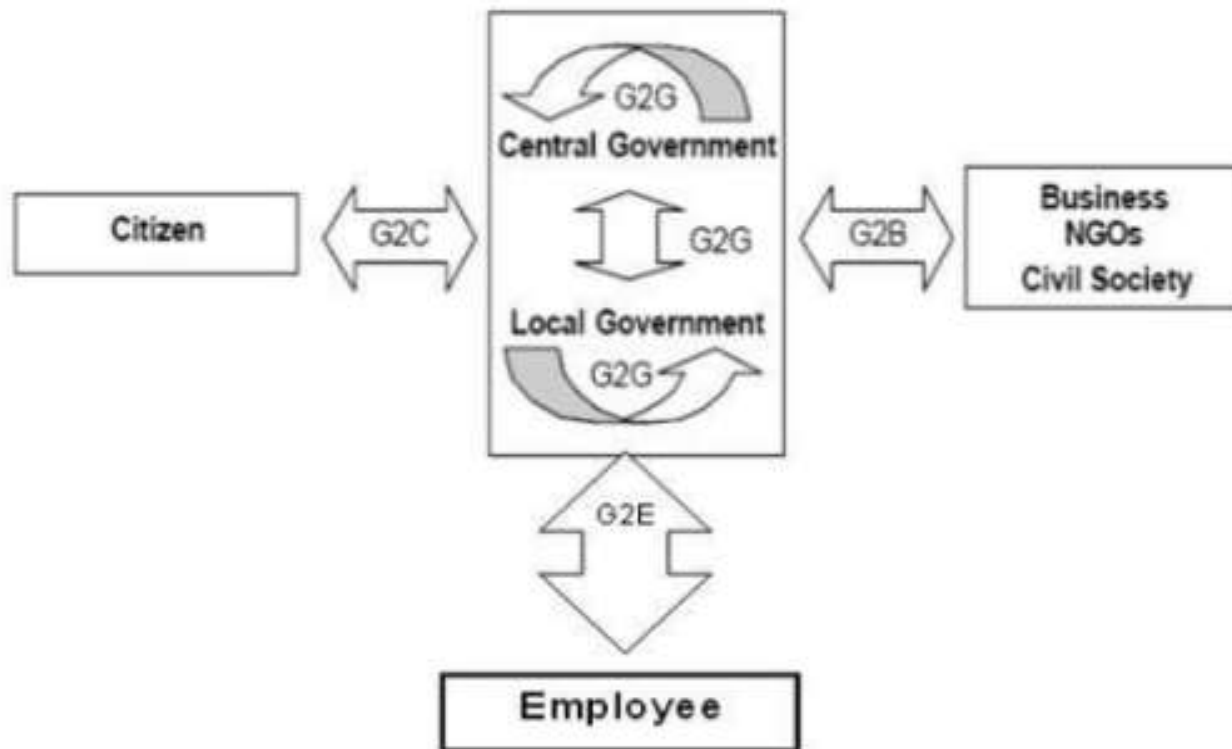 G2G
Central Government
Citizen
G2C
G2G
G2B
Business
NGOs
Civil Society
Local Government
G2G
G2E
Employee